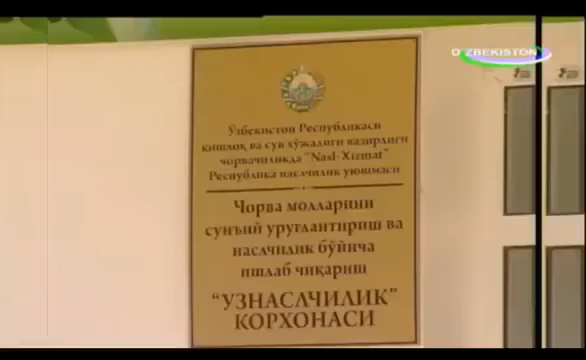 O'ZBEKISTON
Ўзбекистон Республикаси
қишлоқ ва сув хўжалиги вазирлиги
чорвачиликда "Nasl-Xizmat"
Республика наслчилик уюшмаси
Чорва молларини
сунъий уруғлантириш ва
наслчилик бўйича
ишлаб чиқариш
"УЗНАСЛЧИЛИК"
КОРХОНАСИ